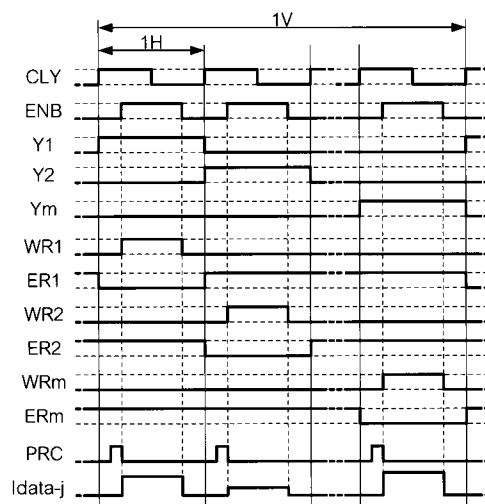 1V
1H
CLY
ENB
Y1
Y2
Ym
WR1
ER1
WR2
ER2
WRm
ERm
PRC
Idata-j